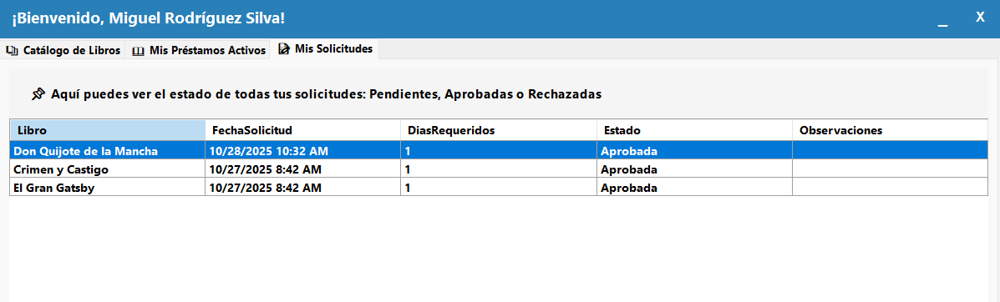 ¡Bienvenido, Miguel Rodríguez Silva!
_ X
Catálogo de Libros Mis Préstamos Activos Mis Solicitudes
Aquí puedes ver el estado de todas tus solicitudes: Pendientes, Aprobadas o Rechazadas
Libro FechaSolicitud DiasRequeridos Estado Observaciones
Don Quijote de la Mancha 10/28/2025 10:32 AM 1 Aprobada
Crimen y Castigo 10/27/2025 8:42 AM 1 Aprobada
El Gran Gatsby 10/27/2025 8:42 AM 1 Aprobada